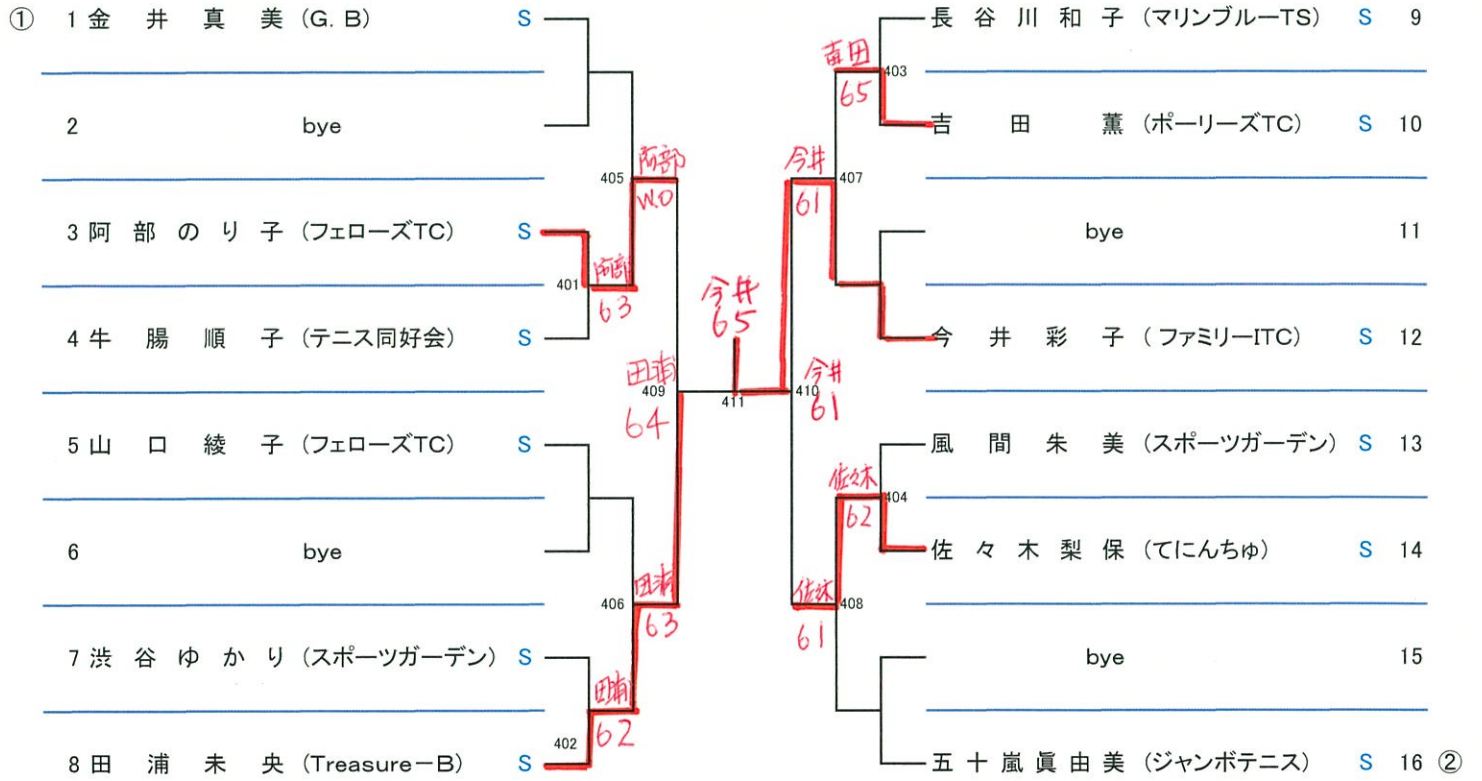 ① 1 金井真美 (G. B) S
2 bye
3 阿部のり子 (フェローズTC) S
4 牛腸順子 (テニス同好会) S
5 山口綾子 (フェローズTC) S
6 bye
7 渋谷ゆかり (スポーツガーデン) S
8 田浦未央 (Treasure－B) S
401
阿部
63
402
田浦
62
405
阿部
W.O
406
田浦
63
田浦
409
64
今井
65
411
今井
410
61
今井
407
61
佐々木
408
61
吉田
403
65
佐々木
404
62
長谷川和子 (マリンブルーTS) S 9
吉田薫 (ポーリーズTC) S 10
bye 11
今井彩子 (ファミリーITC) S 12
風間朱美 (スポーツガーデン) S 13
佐々木梨保 (てにんちゅ) S 14
bye 15
五十嵐眞由美 (ジャンボテニス) S 16 ②